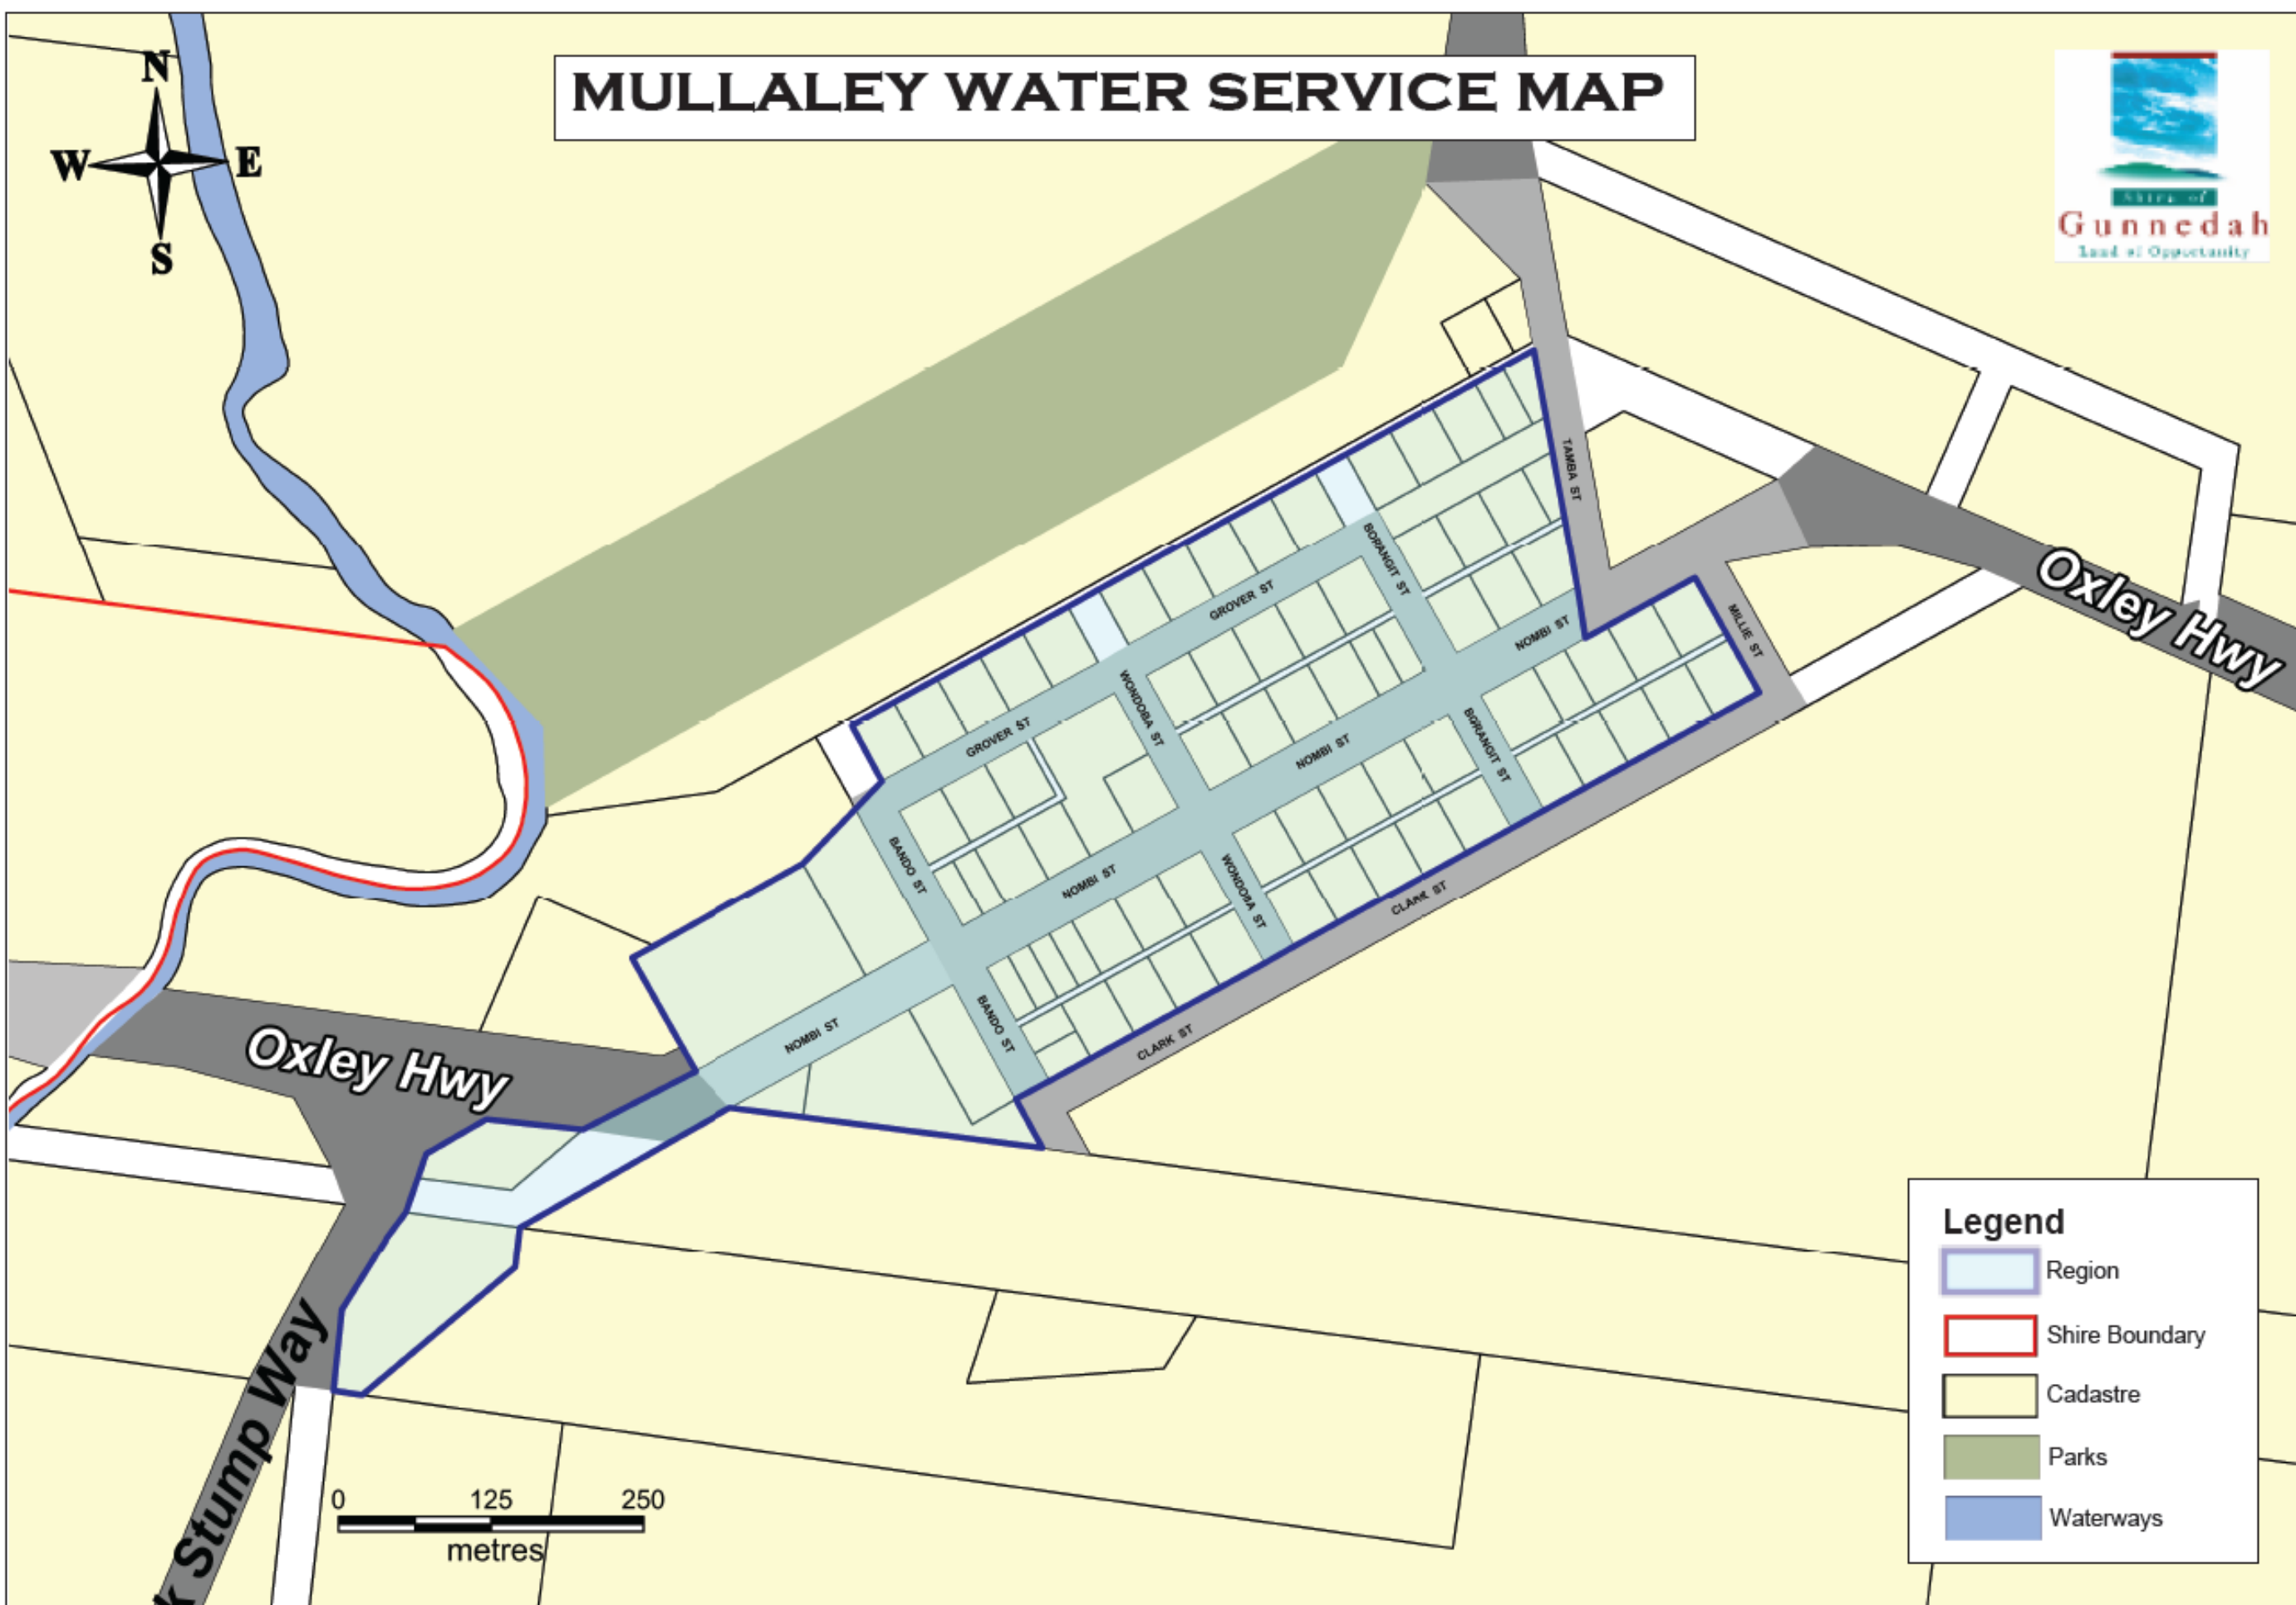 MULLALEY WATER SERVICE MAP
N
W
E
S
Shire of
Gunnedah
Land of Opportunity
TAMBA ST
BORANGIT ST
GROVER ST
NOMBI ST
MILLIE ST
Oxley Hwy
WONDOBA ST
GROVER ST
NOMBI ST
BORANGIT ST
BANDO ST
NOMBI ST
WONDOBA ST
CLARK ST
BANDO ST
NOMBI ST
CLARK ST
Oxley Hwy
k Stump Way
0 125 250
metres
Legend
Region
Shire Boundary
Cadastre
Parks
Waterways